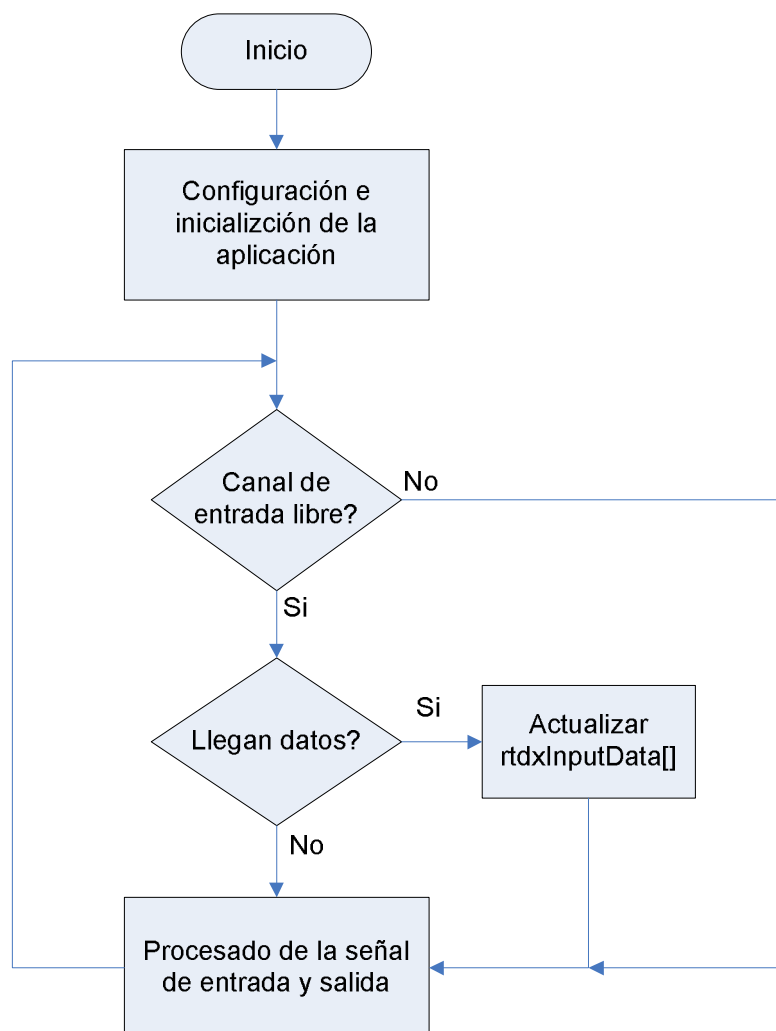 Inicio
Configuración e
inicializción de la
aplicación
Canal de
entrada libre?
No
Si
Llegan datos?
Si
Actualizar
rtdxInputData[]
No
Procesado de la señal
de entrada y salida